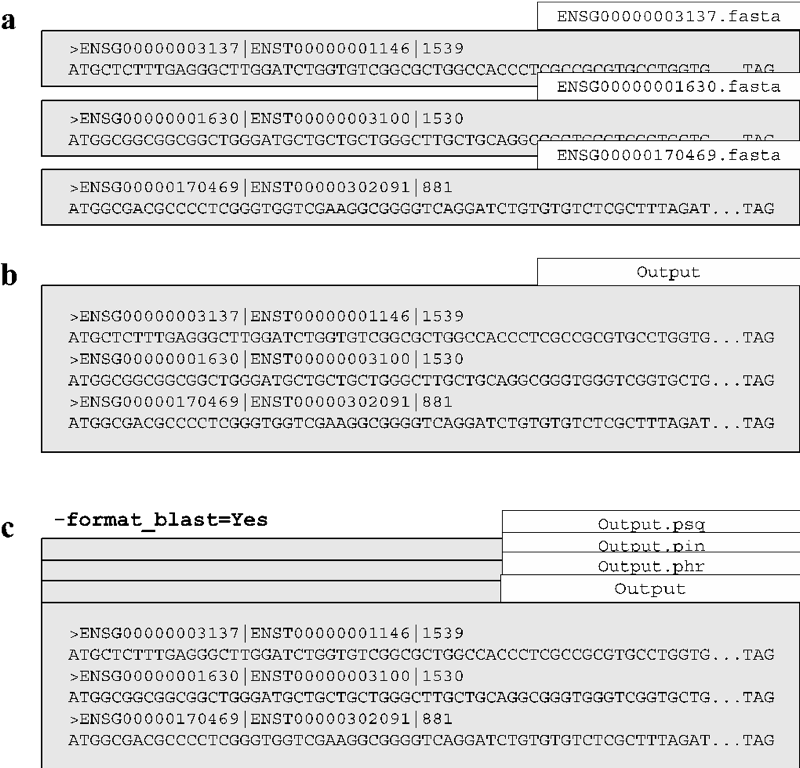 a
ENSG00000003137.fasta
>ENSG00000003137|ENST00000001146|1539
ATGCTCTTTGAGGGCTTGGATCTGGTGTCGGCGCTGGCCACCCTCGCCGCGTGCCTGGTG...TAG
ENSG00000001630.fasta
>ENSG00000001630|ENST00000003100|1530
ATGGCGGCGGCGGCTGGGATGCTGCTGCTGGGCTTGCTGCAGGCGGGTGGGTCGGTGCTG...TAG
ENSG00000170469.fasta
>ENSG00000170469|ENST00000302091|881
ATGGCGACGCCCCTCGGGTGGTCGAAGGCGGGGTCAGGATCTGTGTGTCTCGCTTTAGAT...TAG
b
Output
>ENSG00000003137|ENST00000001146|1539
ATGCTCTTTGAGGGCTTGGATCTGGTGTCGGCGCTGGCCACCCTCGCCGCGTGCCTGGTG...TAG
>ENSG00000001630|ENST00000003100|1530
ATGGCGGCGGCGGCTGGGATGCTGCTGCTGGGCTTGCTGCAGGCGGGTGGGTCGGTGCTG...TAG
>ENSG00000170469|ENST00000302091|881
ATGGCGACGCCCCTCGGGTGGTCGAAGGCGGGGTCAGGATCTGTGTGTCTCGCTTTAGAT...TAG
c
-format_blast=Yes
Output.psq
Output.pin
Output.phr
Output
>ENSG00000003137|ENST00000001146|1539
ATGCTCTTTGAGGGCTTGGATCTGGTGTCGGCGCTGGCCACCCTCGCCGCGTGCCTGGTG...TAG
>ENSG00000001630|ENST00000003100|1530
ATGGCGGCGGCGGCTGGGATGCTGCTGCTGGGCTTGCTGCAGGCGGGTGGGTCGGTGCTG...TAG
>ENSG00000170469|ENST00000302091|881
ATGGCGACGCCCCTCGGGTGGTCGAAGGCGGGGTCAGGATCTGTGTGTCTCGCTTTAGAT...TAG